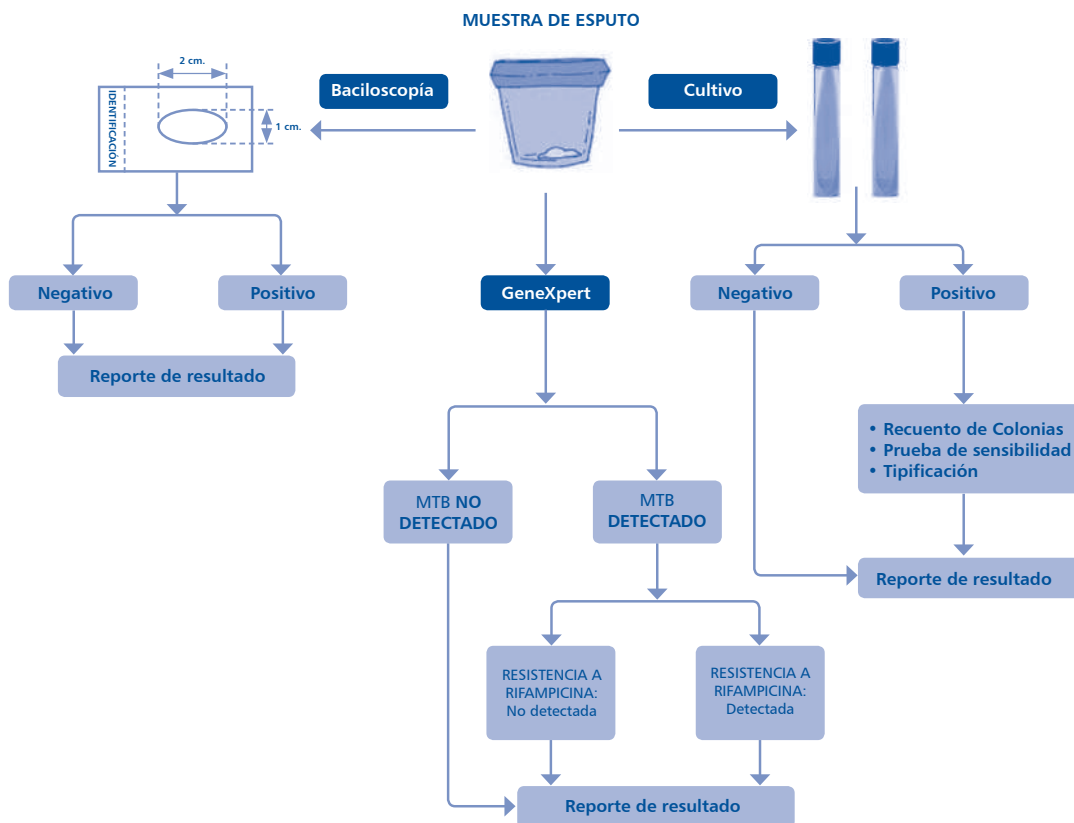 MUESTRA DE ESPUTO
2 cm.
IDENTIFICACIÓN
1 cm.
Baciloscopía
Cultivo
Negativo
Positivo
Reporte de resultado
GeneXpert
MTB NO
DETECTADO
MTB
DETECTADO
RESISTENCIA A
RIFAMPICINA:
No detectada
RESISTENCIA A
RIFAMPICINA:
Detectada
Reporte de resultado
Negativo
Positivo
• Recuento de Colonias
• Prueba de sensibilidad
• Tipificación
Reporte de resultado